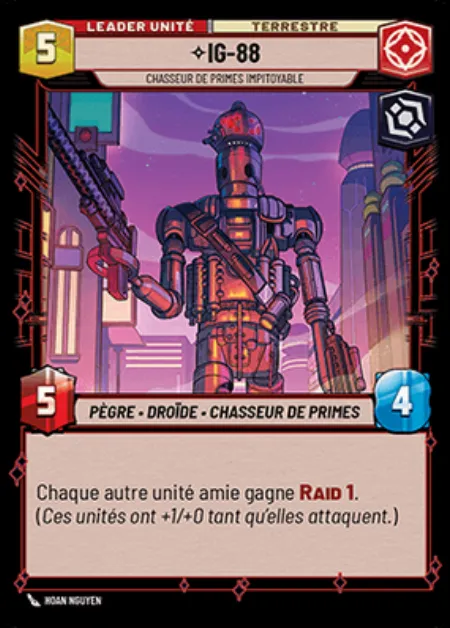 LEADER UNITÉ
TERRESTRE
5
IG-88
CHASSEUR DE PRIMES IMPITOYABLE
5
PÈGRE • DROÏDE • CHASSEUR DE PRIMES
4
Chaque autre unité amie gagne RAID 1.
(Ces unités ont +1/+0 tant qu'elles attaquent.)
HOAN NGUYEN